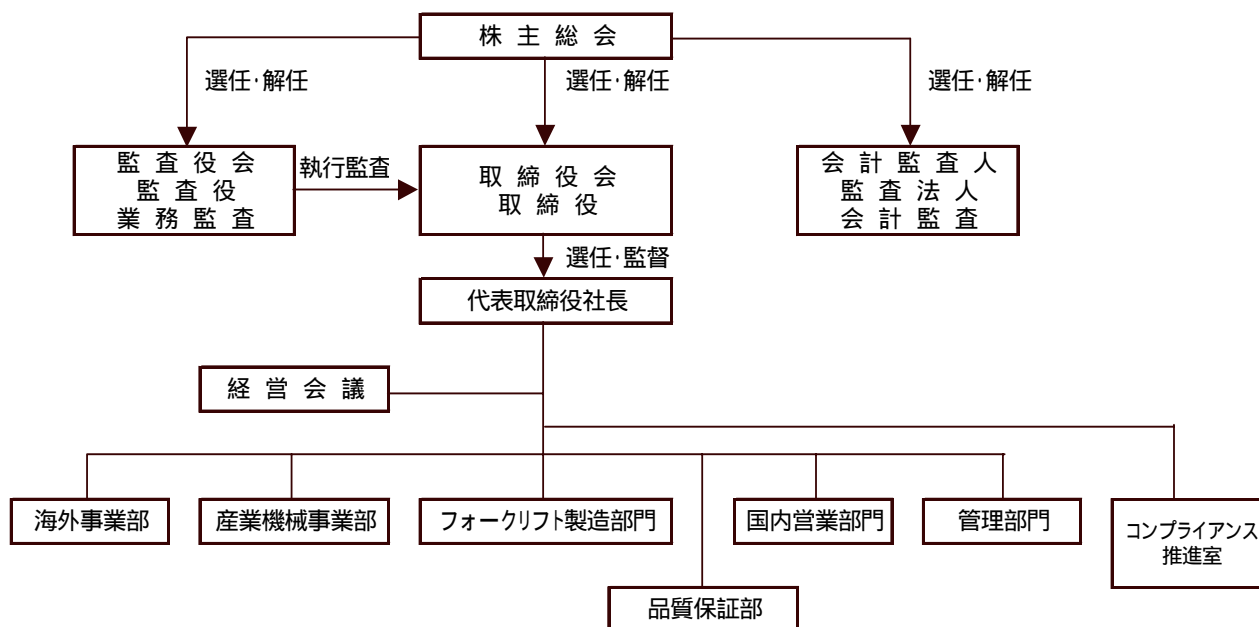 株主総会
選任・解任
選任・解任
選任・解任
監査役会
監査役
業務監査
執行監査
取締役会
取締役
会計監査人
監査法人
会計監査
選任・監督
代表取締役社長
経営会議
海外事業部
産業機械事業部
フォークリフト製造部門
国内営業部門
管理部門
コンプライアンス
推進室
品質保証部